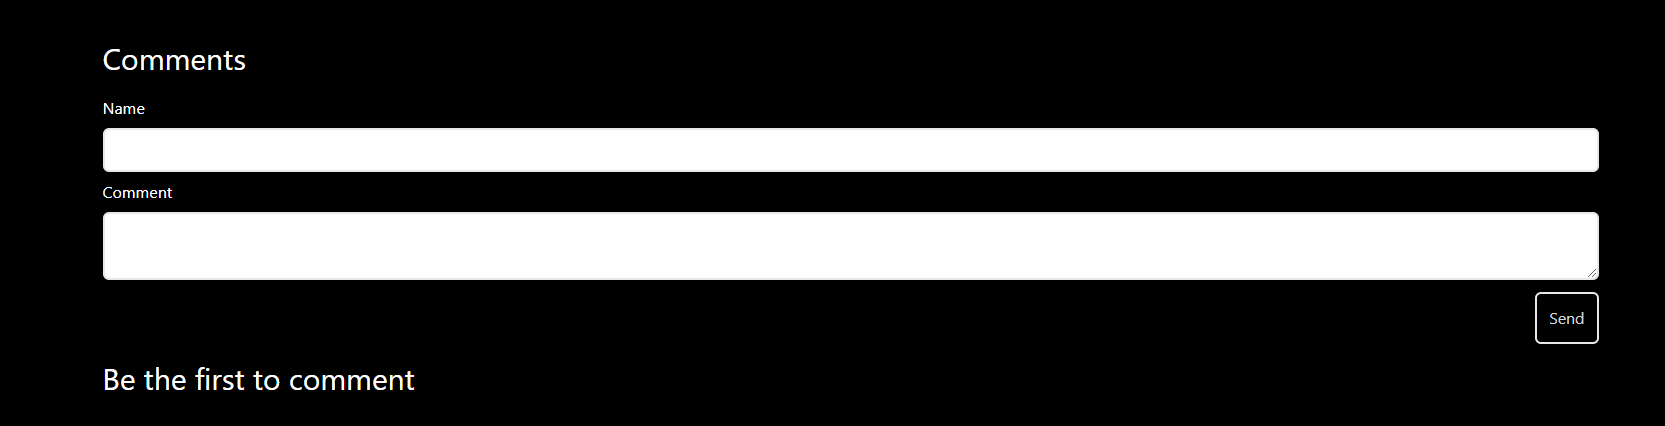 Comments
Name
Comment
Send
Be the first to comment